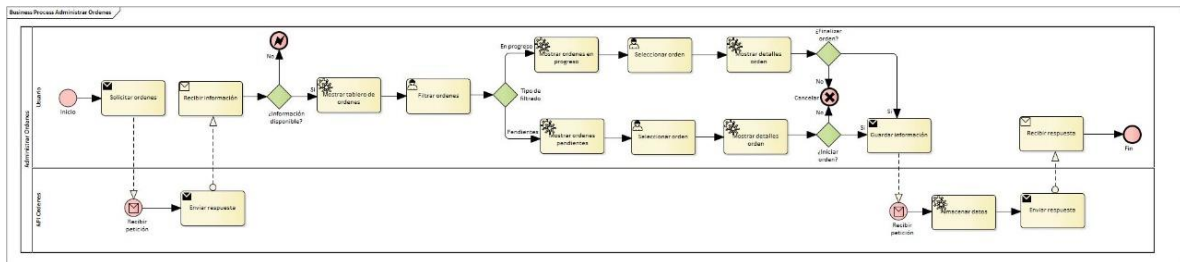 Business Process Administrar Ordenes
Administrar Ordenes
Usuario
Inicio
Solicitar ordenes
Recibir información
No
¿Información
disponible?
Si
Mostrar tablero de
ordenes
Filtrar ordenes
Tipo de
filtrado
En progreso
Mostrar ordenes en
progreso
Seleccionar orden
Mostrar detalles
orden
¿Finalizar
orden?
No
Si
Cancelar
Pendientes
Mostrar ordenes
pendientes
Seleccionar orden
Mostrar detalles
orden
No
¿Iniciar
orden?
Si
Guardar información
Recibir respuesta
Fin
API Ordenes
Recibir
petición
Enviar respuesta
Recibir
petición
Almacenar datos
Enviar respuesta